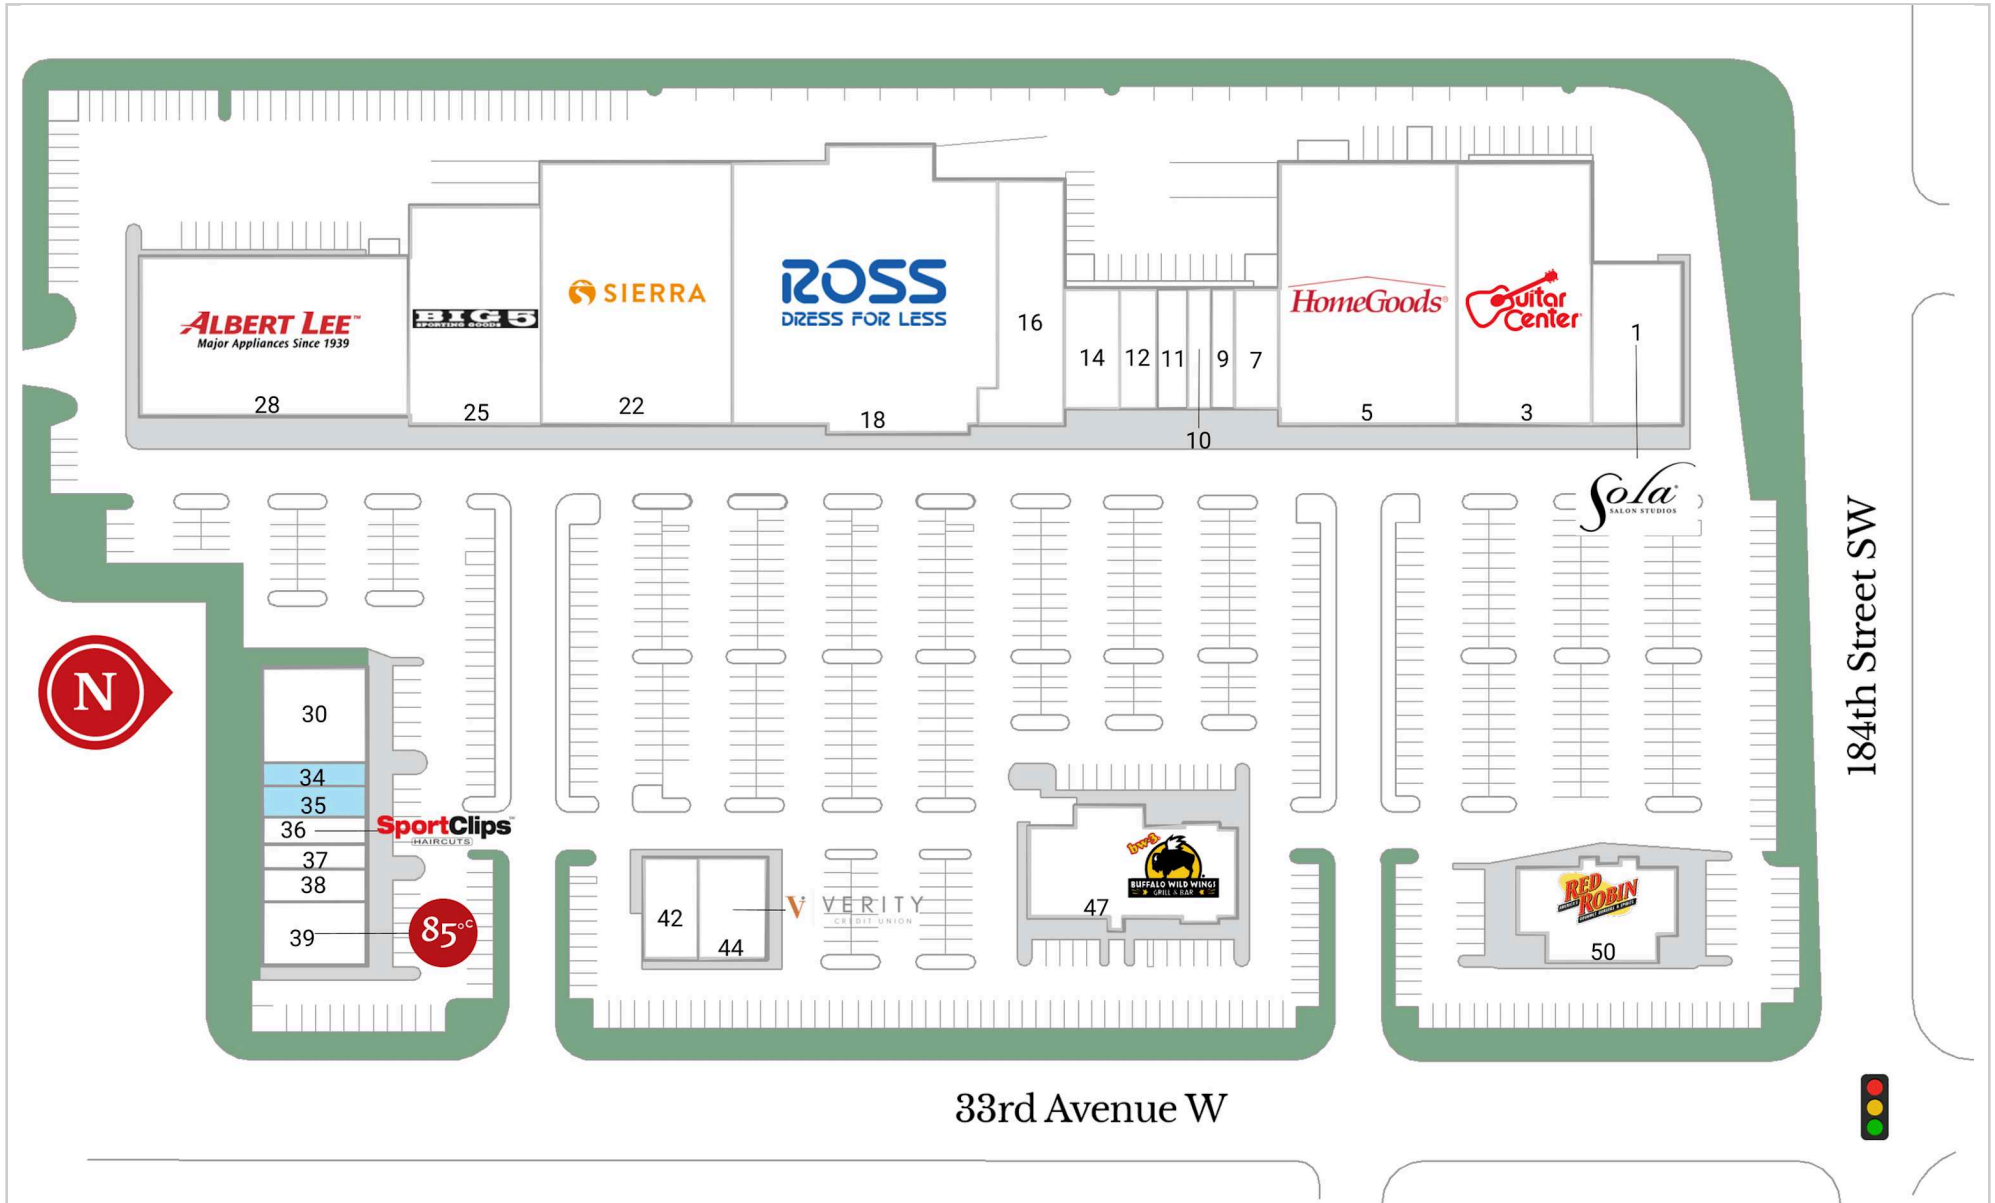 ALBERT LEE™
Major Appliances Since 1939
28
BIG 5
SPORTING GOODS
25
SIERRA
22
ROSS
DRESS FOR LESS
18
16
14
12
11
10
9
7
HomeGoods®
5
Guitar
Center
3
1
Sola
SALON STUDIOS
184th Street SW
N
30
34
35
36
SportClips
HAIRCUTS
37
38
39
85°C
42
44
V VERITY
CREDIT UNION
47
bw-3
BUFFALO WILD WINGS
GRILL & BAR
RED
ROBIN
50
33rd Avenue W